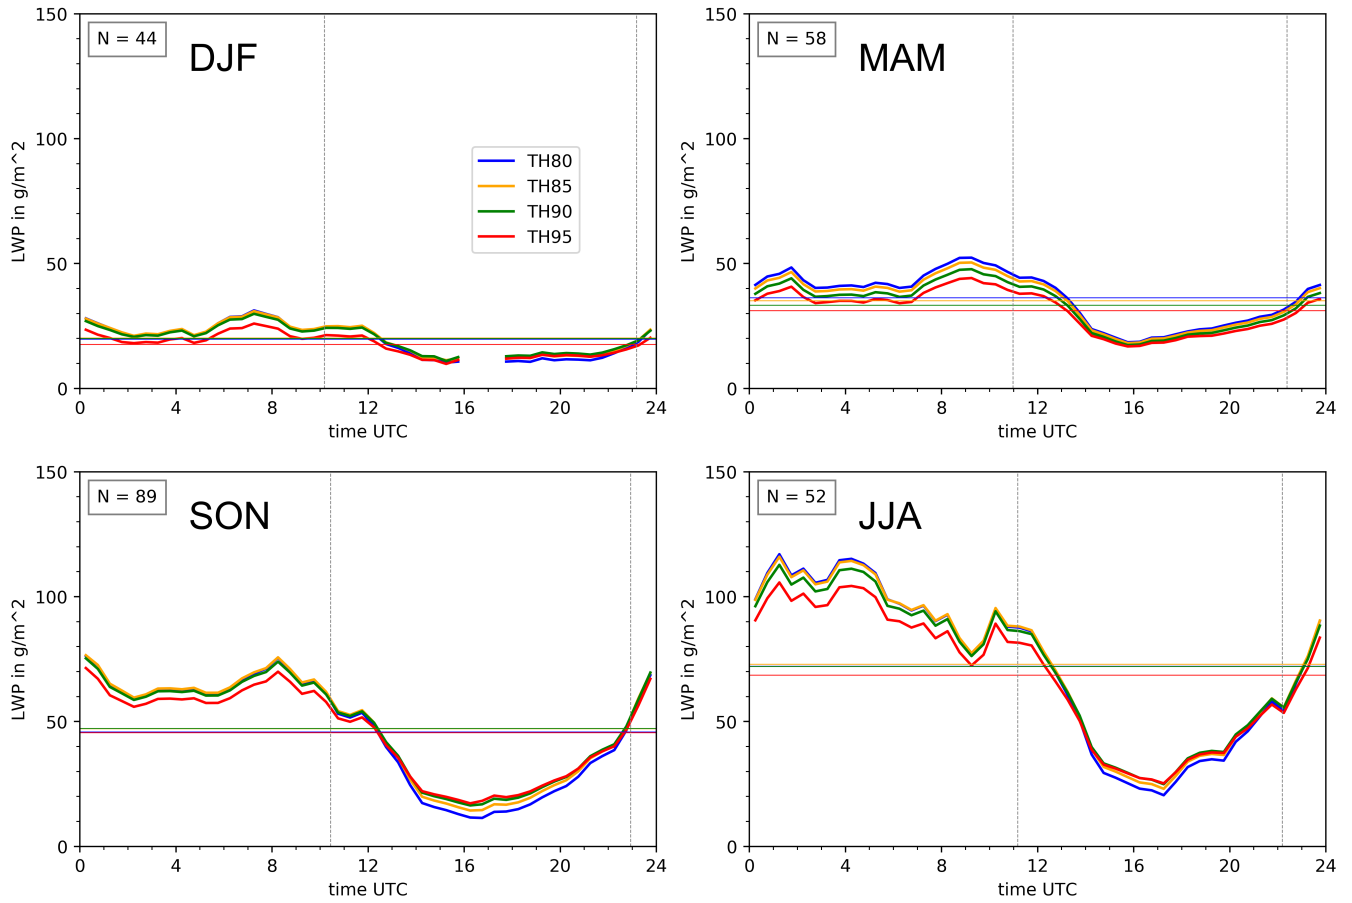 150
100
50
0
LWP in g/m^2
N = 44
DJF
TH80
TH85
TH90
TH95
0 4 8 12 16 20 24
time UTC
150
100
50
0
LWP in g/m^2
N = 58
MAM
0 4 8 12 16 20 24
time UTC
150
100
50
0
LWP in g/m^2
N = 89
SON
0 4 8 12 16 20 24
time UTC
150
100
50
0
LWP in g/m^2
N = 52
JJA
0 4 8 12 16 20 24
time UTC